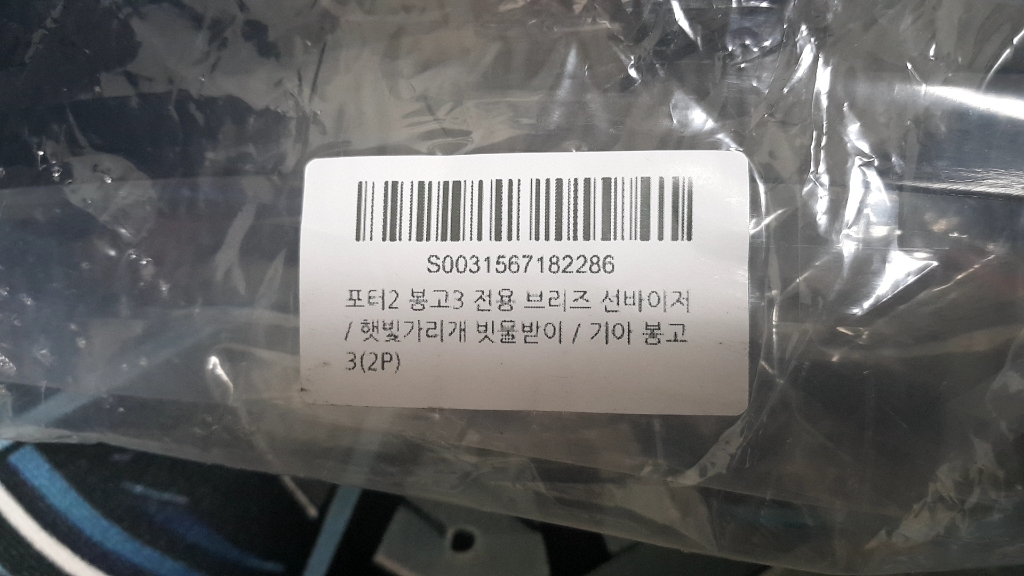 S0031567182286
포터2 봉고3 전용 브리즈 선바이저
/ 햇빛가리개 빗물받이 / 기아 봉고
3(2P)